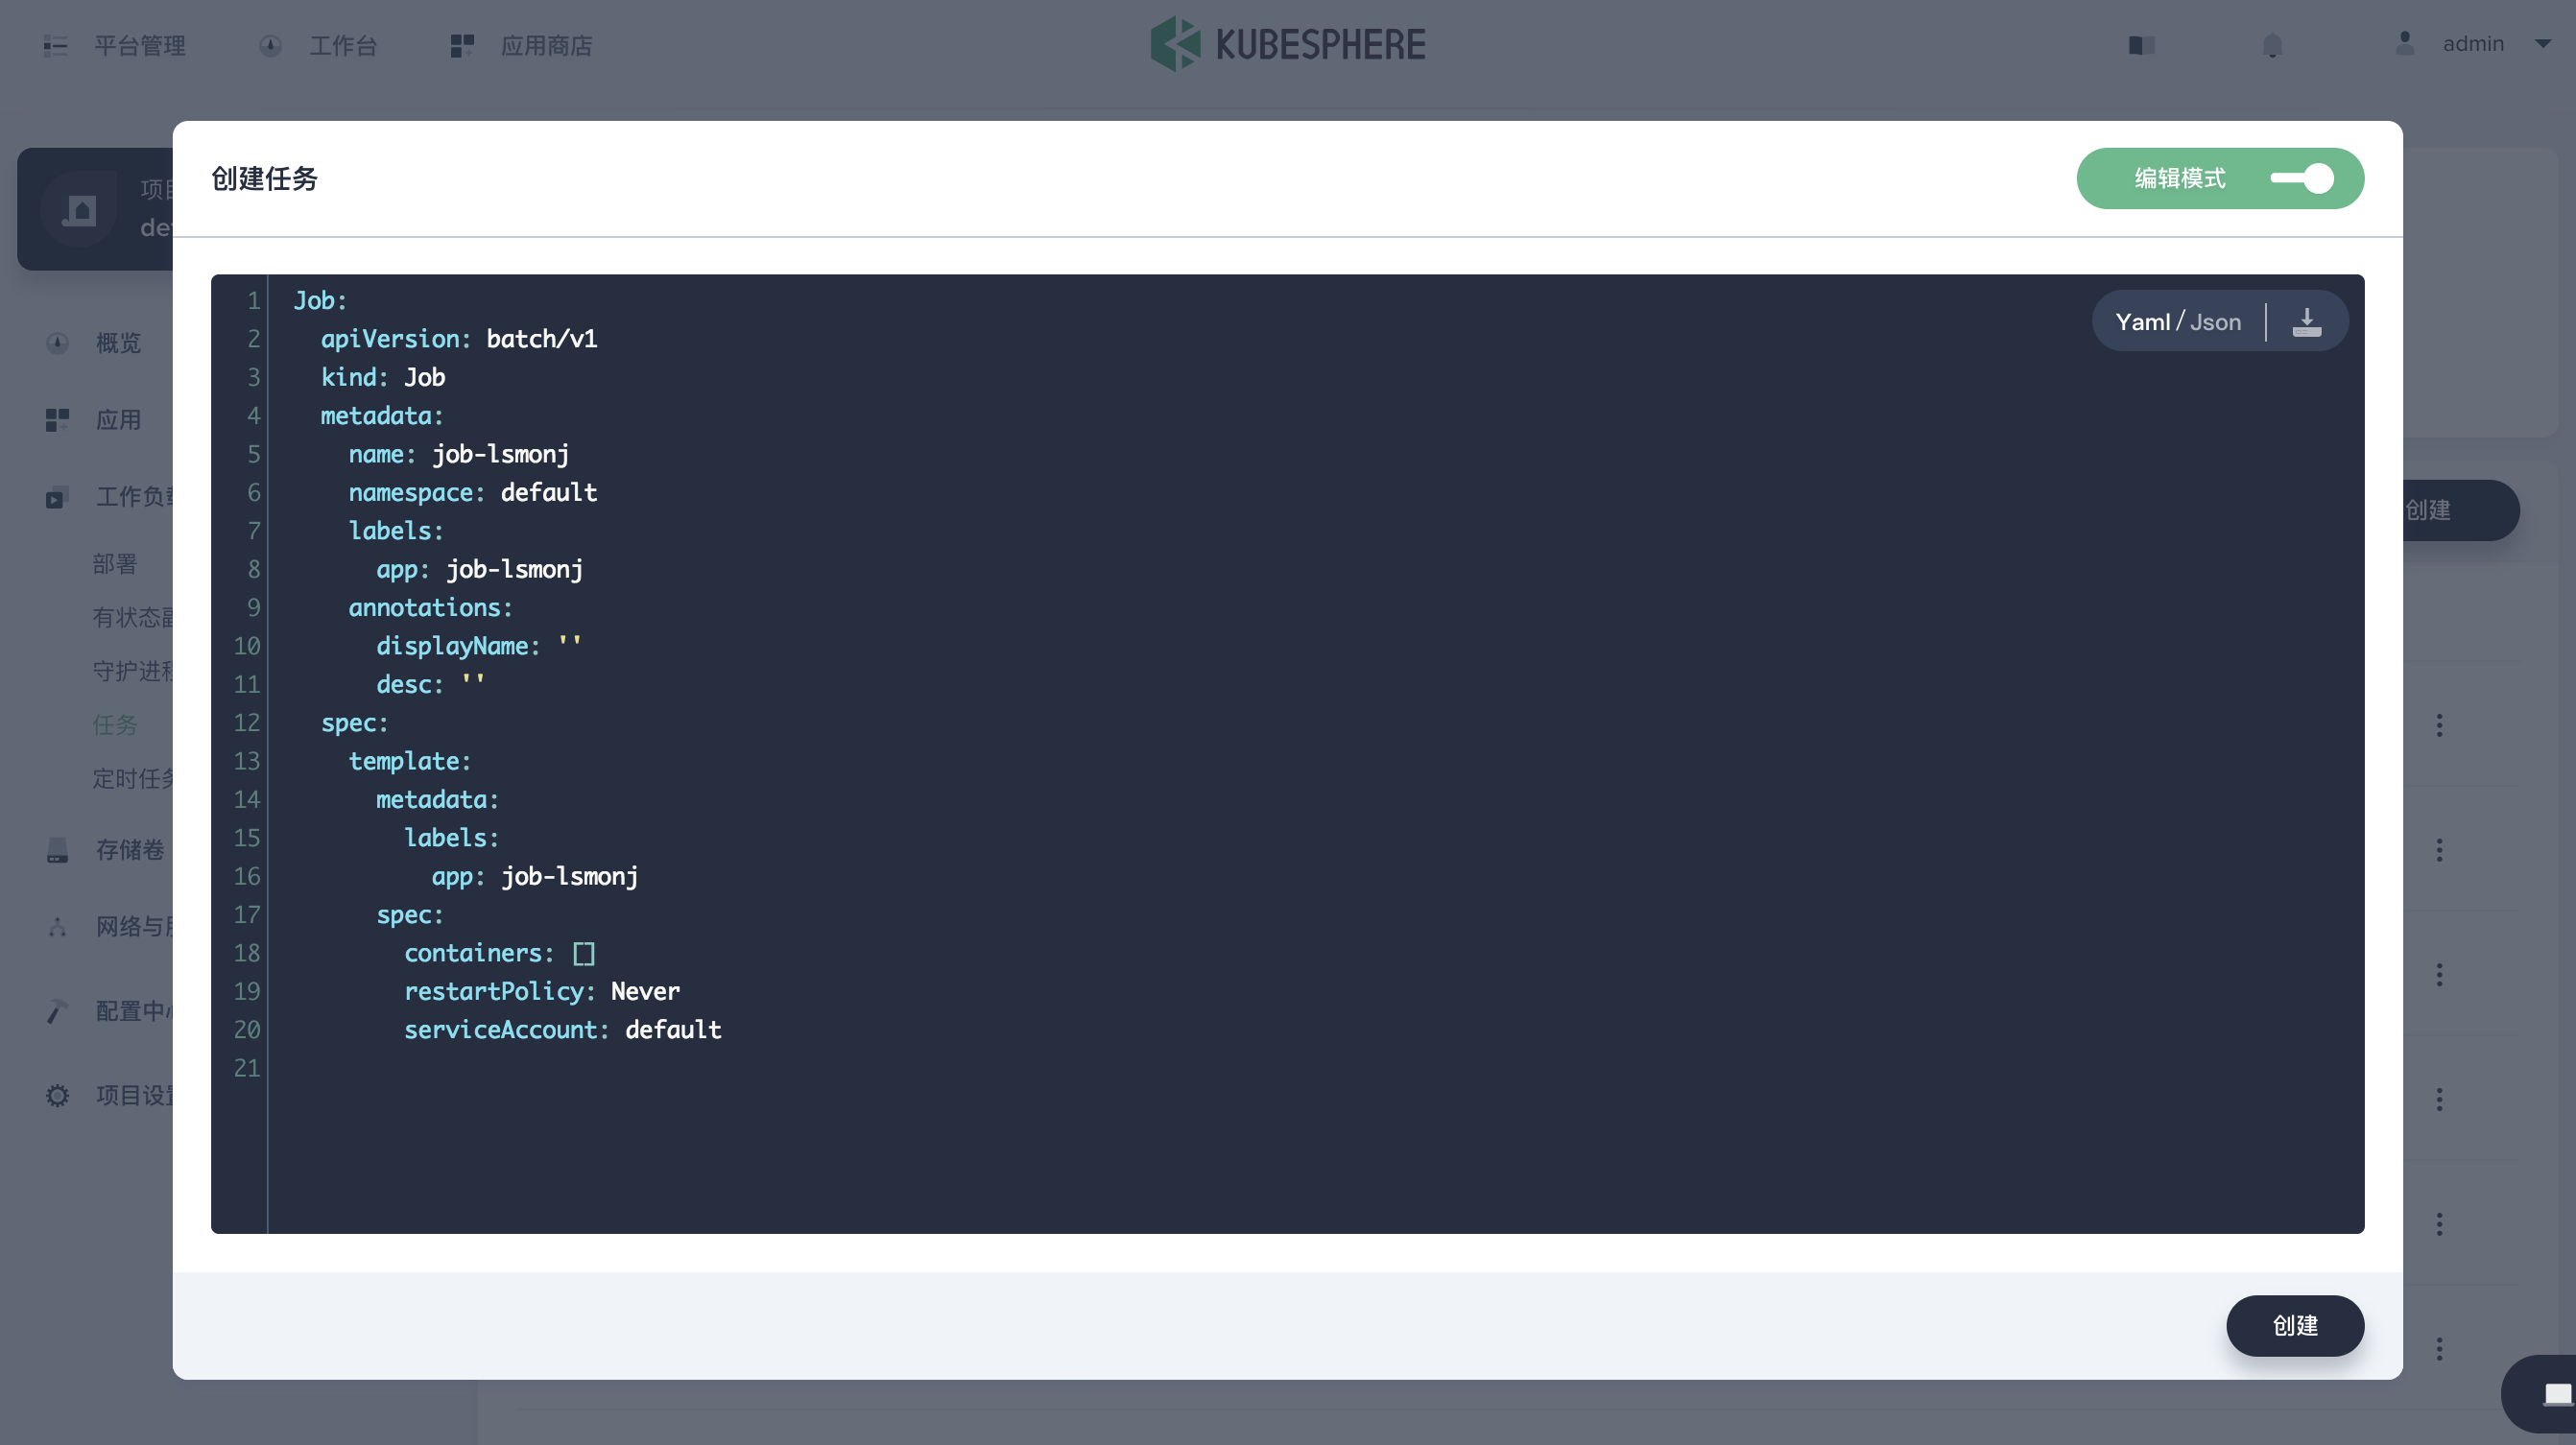 平台管理
工作台
应用商店
KUBESPHERE
admin
项目
def
概览
应用
工作负载
部署
有状态副
守护进程
任务
定时任务
存储卷
网络与服
配置中心
项目设置
创建
创建任务
编辑模式
Yaml / Json
1 Job:
2 apiVersion: batch/v1
3 kind: Job
4 metadata:
5 name: job-lsmonj
6 namespace: default
7 labels:
8 app: job-lsmonj
9 annotations:
10 displayName: ''
11 desc: ''
12 spec:
13 template:
14 metadata:
15 labels:
16 app: job-lsmonj
17 spec:
18 containers: []
19 restartPolicy: Never
20 serviceAccount: default
21
创建